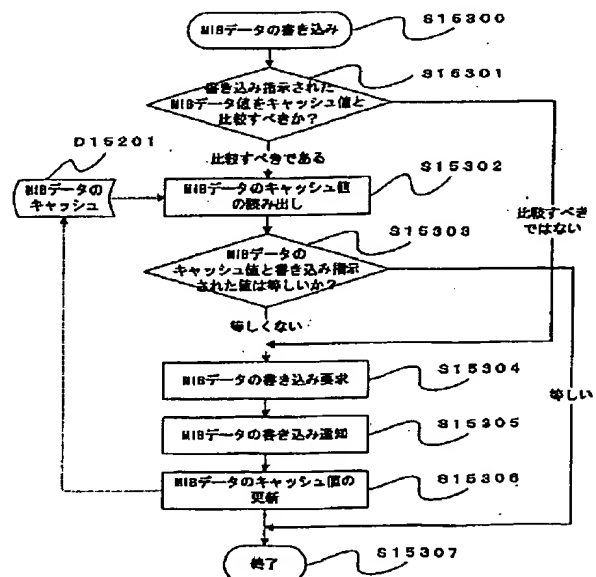 MIBデータの書き込み
S15300
書き込み指示された
MIBデータ値をキャッシュ値と
比較すべきか?
S15301
D15201
MIBデータの
キャッシュ
比較すべきである
MIBデータのキャッシュ値
の読み出し
S15302
MIBデータの
キャッシュ値と書き込み指示
された値は等しいか?
S15303
比較すべき
ではない
等しくない
MIBデータの書き込み要求
S15304
等しい
MIBデータの書き込み通知
S15305
MIBデータのキャッシュ値の
更新
S15306
終了
S15307